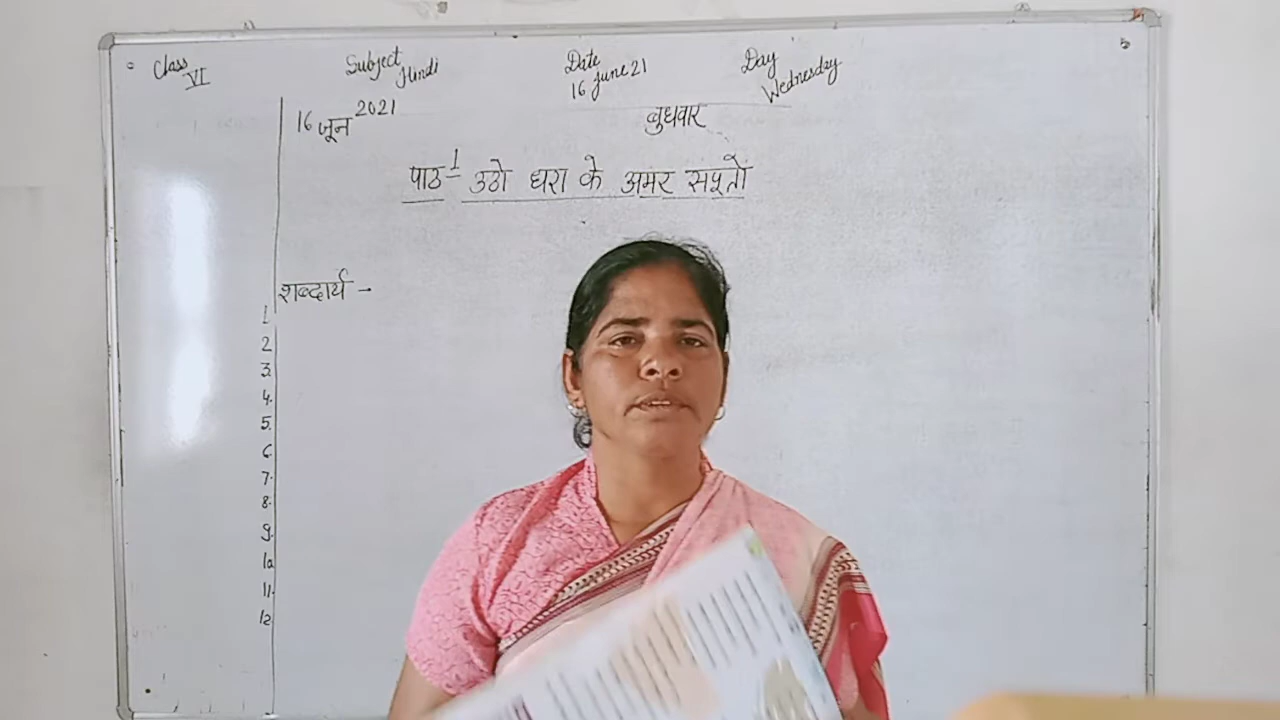 Class VI
Subject Hindi
Date 16 June 21
Day Wednesday
16 जून 2021
बुधवार
पाठ-1 उठो धरा के अमर सपूतों
शब्दार्थ -
1
2
3.
4.
5.
6
7.
8.
9.
10
11.
12